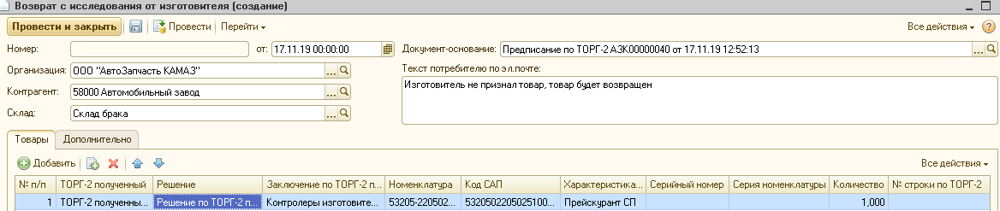 Возврат с исследования от изготовителя (создание)
Провести и закрыть Провести Перейти Все действия
Номер: от: 17.11.19 00:00:00 Документ-основание: Предписание по ТОРГ-2 АЗК00000040 от 17.11.19 12:52:13
Организация: ООО "АвтоЗапчасть КАМАЗ" Текст потребителю по эл.почте:
Контрагент: 58000 Автомобильный завод Изготовитель не признал товар, товар будет возвращен
Склад: Склад брака
Товары Дополнительно
Добавить Все действия
№ п/п ТОРГ-2 полученный Решение Заключение по ТОРГ-2 п... Номенклатура Код САП Характеристика... Серийный номер Серия номенклатуры Количество № строки по ТОРГ-2
1 ТОРГ-2 полученны... Решение по ТОРГ-2 п... Контролеры изготовите... 53205-220502... 5320502205025100... Прейскурант СП 1,000